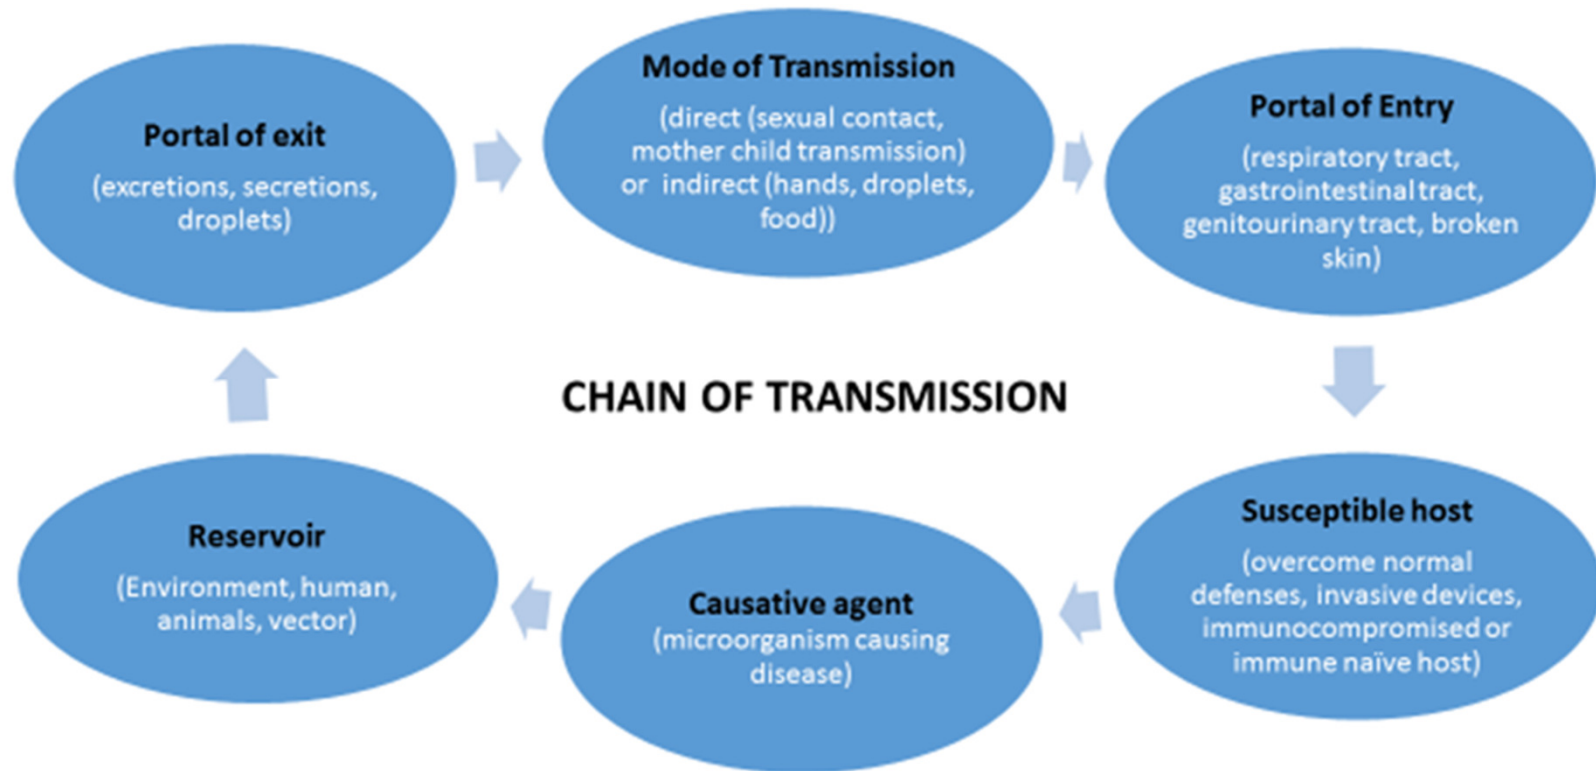 Portal of exit
(excretions, secretions,
droplets)
Mode of Transmission
(direct (sexual contact,
mother child transmission)
or indirect (hands, droplets,
food))
Portal of Entry
(respiratory tract,
gastrointestinal tract,
genitourinary tract, broken
skin)
CHAIN OF TRANSMISSION
Reservoir
(Environment, human,
animals, vector)
Causative agent
(microorganism causing
disease)
Susceptible host
(overcome normal
defenses, invasive devices,
immunocompromised or
immune naïve host)